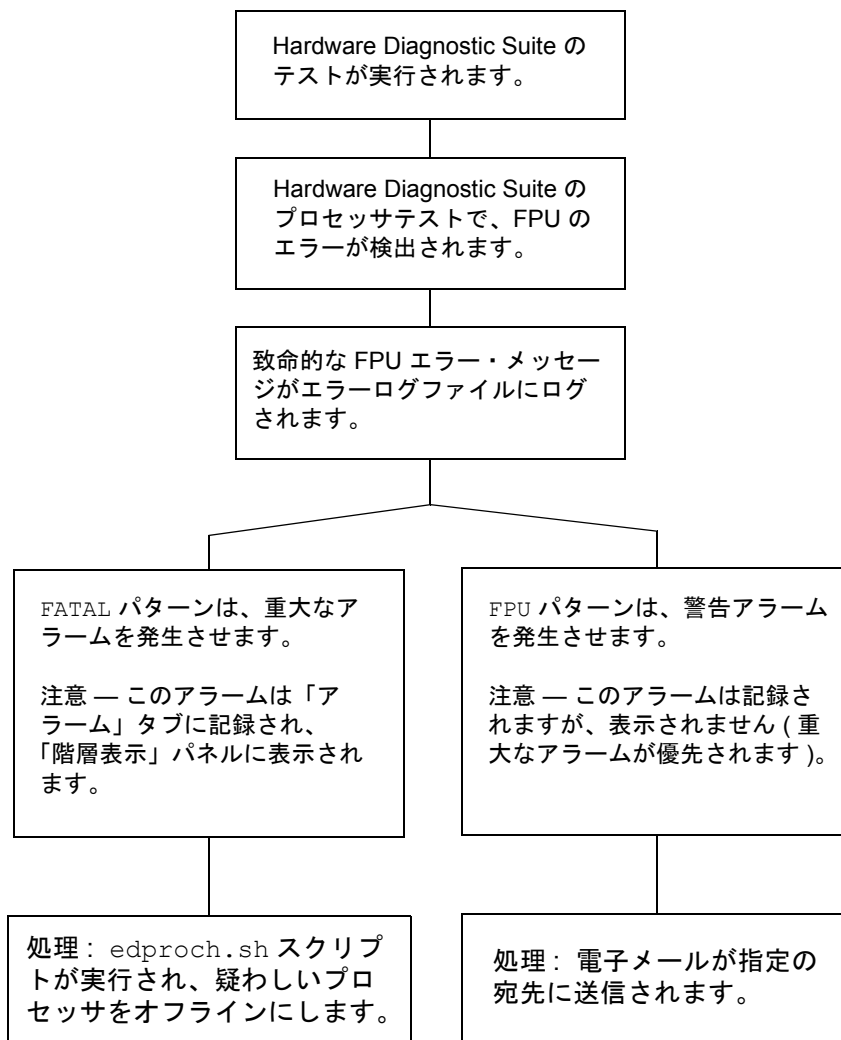 Hardware Diagnostic Suite の
テストが実行されます。
Hardware Diagnostic Suite の
プロセッサテストで、FPU の
エラーが検出されます。
致命的な FPU エラー・メッセー
ジがエラーログファイルにログ
されます。
FATAL パターンは、重大なア
ラームを発生させます。
注意 — このアラームは「ア
ラーム」タブに記録され、
「階層表示」パネルに表示され
ます。
FPU パターンは、警告アラーム
を発生させます。
注意 — このアラームは記録さ
れますが、表示されません ( 重
大なアラームが優先されます )。
処理 : edproch.sh スクリプ
トが実行され、疑わしいプロ
セッサをオフラインにします。
処理 : 電子メールが指定の
宛先に送信されます。